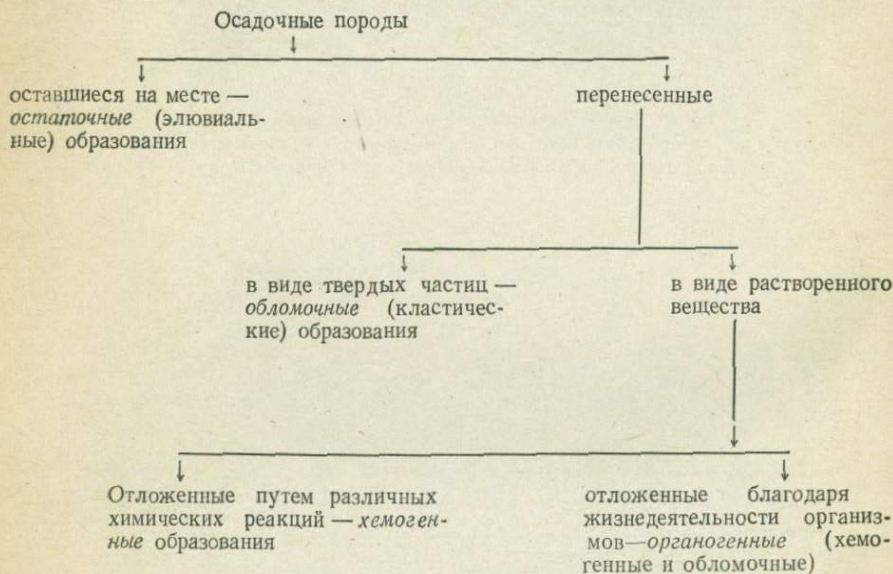 Осадочные породы
оставшиеся на месте —
остаточные (элювиаль-
ные) образования
перенесенные
в виде твердых частиц —
обломочные (кластичес-
кие) образования
в виде растворенного
вещества
Отложенные путем различных
химических реакций — хемоген-
ные образования
отложенные благодаря
жизнедеятельности организ-
мов—органогенные (хемо-
генные и обломочные)